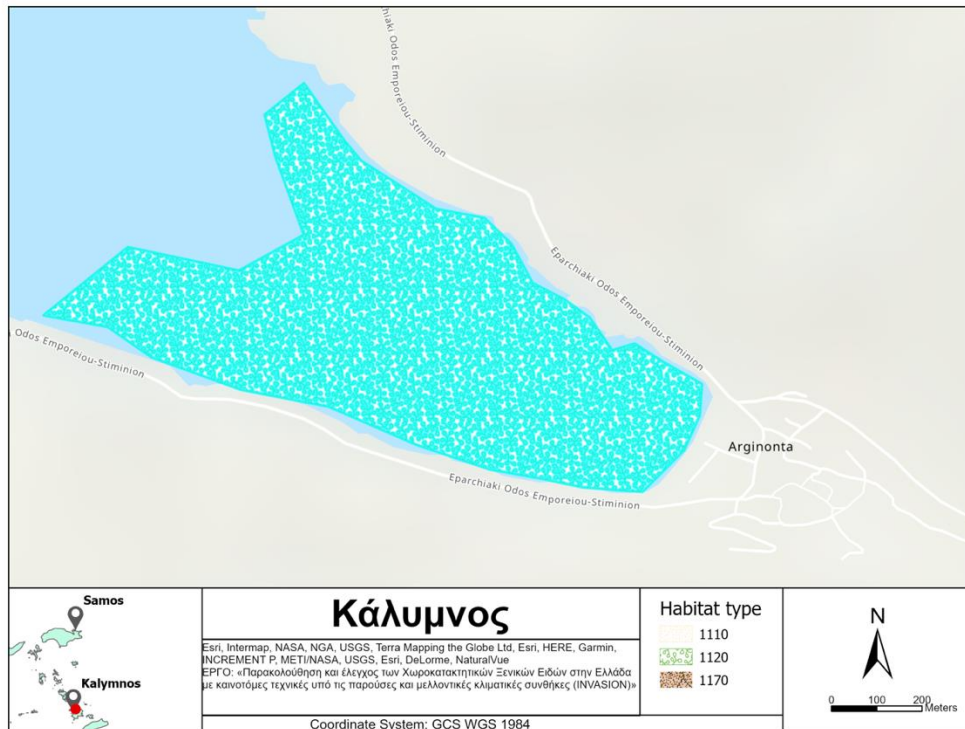 Eparchiaki Odos Emporeiou-Stiminion
Eparchiaki Odos Emporeiou-Stiminion
Odos Emporeiou-Stiminion
Arginonta
Eparchiaki Odos Emporeiou-Stiminion
Samos
Kalymnos
Κάλυμνος
Esri, Intermap, NASA, NGA, USGS, Terra Mapping the Globe Ltd, Esri, HERE, Garmin,
INCREMENT P, METI/NASA, USGS, Esri, DeLorme, NaturalVue
ΕΡΓΟ: «Παρακολούθηση και έλεγχος των Χωροκατακτητικών Ξενικών Ειδών στην Ελλάδα
με καινοτόμες τεχνικές υπό τις παρούσες και μελλοντικές κλιματικές συνθήκες (INVASION)»
Coordinate System: GCS WGS 1984
Habitat type
1110
1120
1170
N
0 100 200 Meters